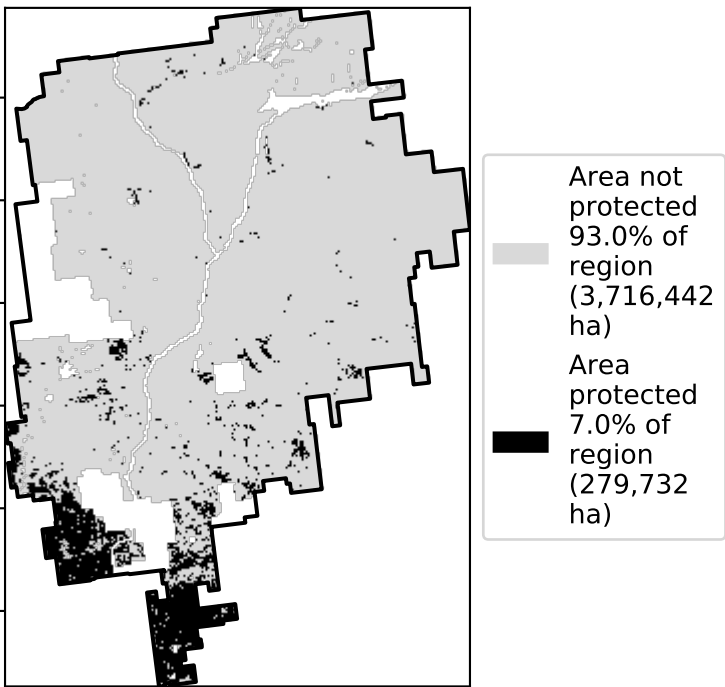 Area not
protected
93.0% of
region
(3,716,442
ha)
Area
protected
7.0% of
region
(279,732
ha)